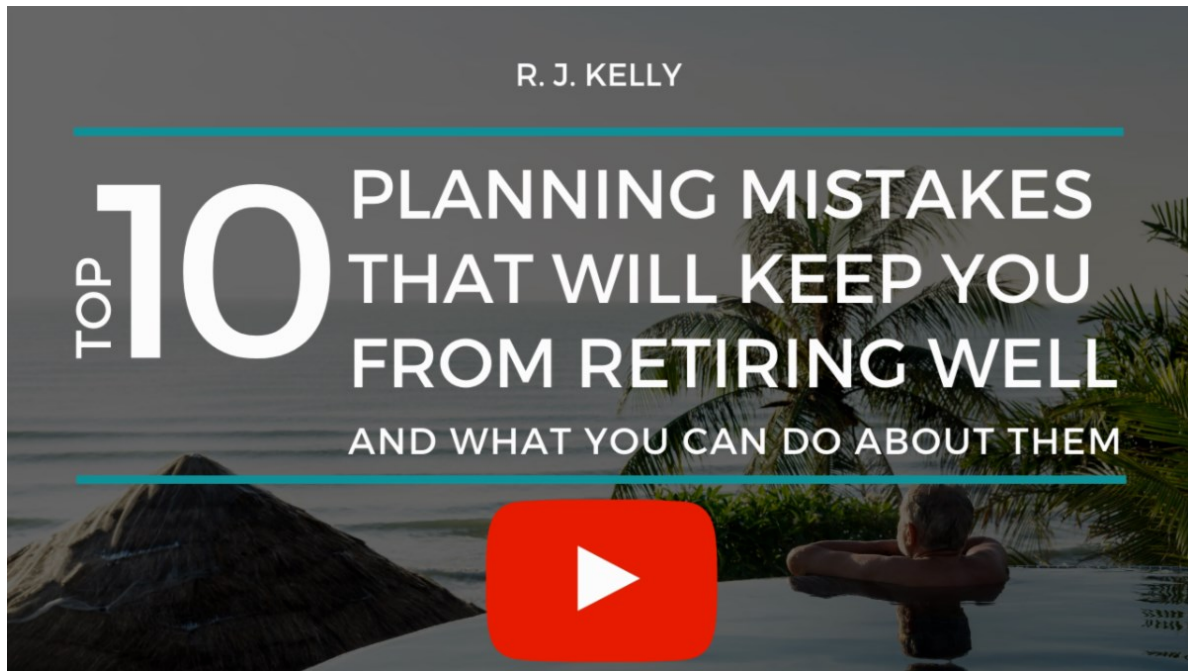 R. J. KELLY
TOP 10
PLANNING MISTAKES
THAT WILL KEEP YOU
FROM RETIRING WELL
AND WHAT YOU CAN DO ABOUT THEM